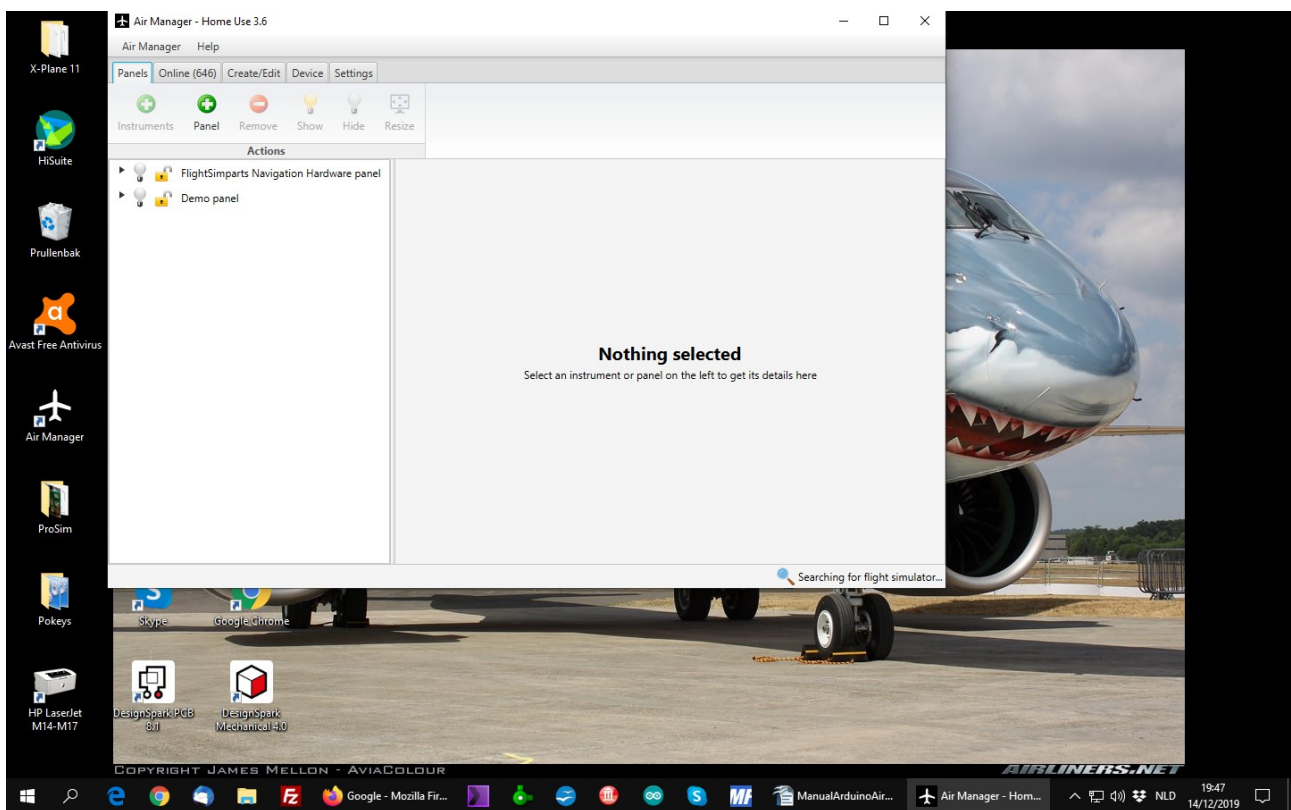 X-Plane 11
HiSuite
Prullenbak
Avast Free Antivirus
Air Manager
ProSim
Pokeys
HP LaserJet
M14-M17
Air Manager - Home Use 3.6
Air Manager Help
Panels Online (646) Create/Edit Device Settings
Instruments Panel Remove Show Hide Resize
Actions
FlightSimparts Navigation Hardware panel
Demo panel
Nothing selected
Select an instrument or panel on the left to get its details here
Searching for flight simulator...
Skype Google Chrome
DesignSpark PCB
8.1
DesignSpark
Mechanical 4.0
COPYRIGHT JAMES MELLON - AVIACOLOUR
AIRLINERS.NET
Google - Mozilla Fir...
ManualArduinoAir...
Air Manager - Hom...
NLD
19:47
14/12/2019